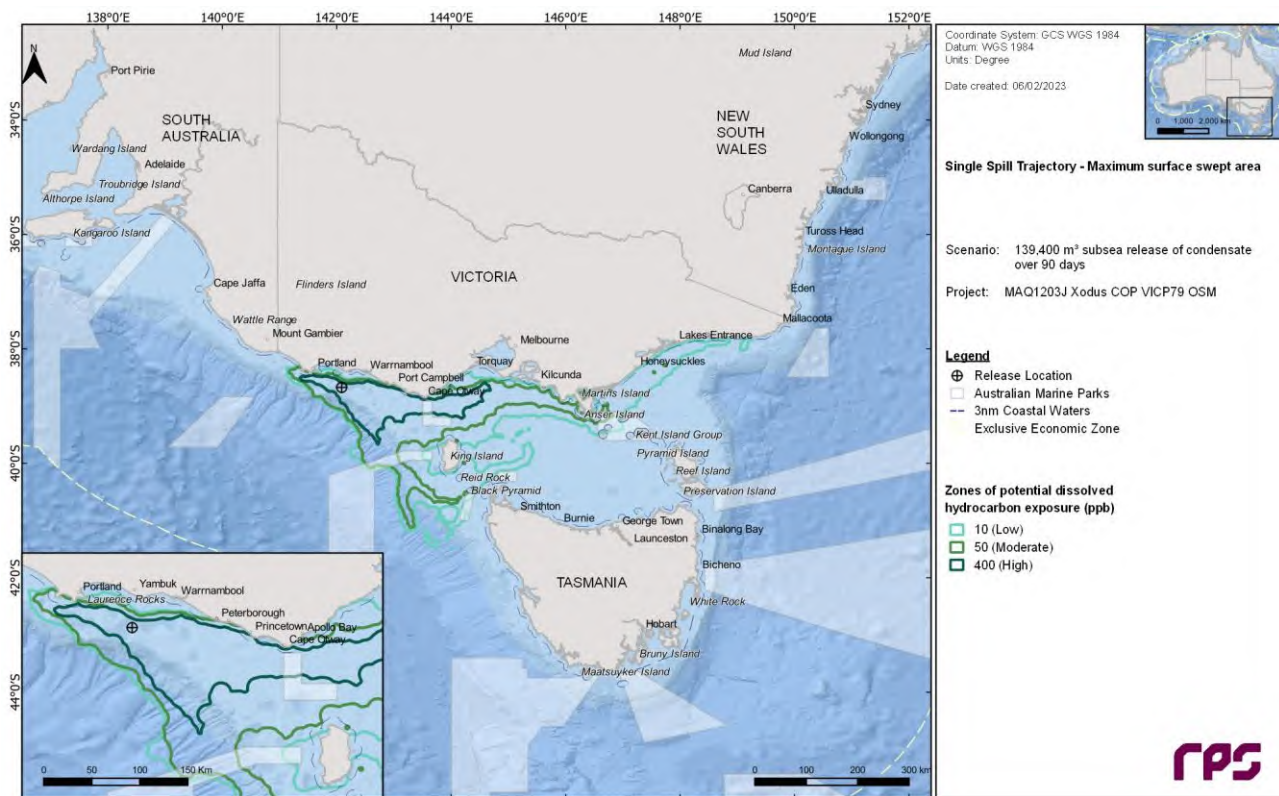 138°0'E 140°0'E 142°0'E 144°0'E 146°0'E 148°0'E 150°0'E 152°0'E
34°0'S
36°0'S
38°0'S
40°0'S
42°0'S
44°0'S
N
Mud Island
Port Pirie
SOUTH
AUSTRALIA
NEW
SOUTH
WALES
Sydney
Wollongong
Wardang Island
Adelaide
Troubridge Island
Althorpe Island
Kangaroo Island
Canberra
Ulladulla
Tuross Head
Montague Island
VICTORIA
Cape Jaffa
Flinders Island
Eden
Wattle Range
Mount Gambier
Mallacoota
Lakes Entrance
Melbourne
Portland
Warrnambool
Torquay
Honeysuckles
Port Campbell
Kilcunda
Cape Otway
Martins Island
Anser Island
Kent Island Group
King Island
Pyramid Island
Reef Island
Reid Rock
Black Pyramid
Preservation Island
Smithton
Burnie
George Town
Binalong Bay
Launceston
Bicheno
TASMANIA
White Rock
Hobart
Bruny Island
Maatsuyker Island
0 100 200 300 km
Portland
Yambuk
Warrnambool
Laurence Rocks
Peterborough
Princetown
Apollo Bay
Cape Otway
0 50 100 150 Km
Coordinate System: GCS WGS 1984
Datum: WGS 1984
Units: Degree
Date created: 06/02/2023
0 1,000 2,000 km
Single Spill Trajectory - Maximum surface swept area
Scenario: 139,400 m³ subsea release of condensate
over 90 days
Project: MAQ1203J Xodus COP VICP79 OSM
Legend
Release Location
Australian Marine Parks
3nm Coastal Waters
Exclusive Economic Zone
Zones of potential dissolved
hydrocarbon exposure (ppb)
10 (Low)
50 (Moderate)
400 (High)
rps